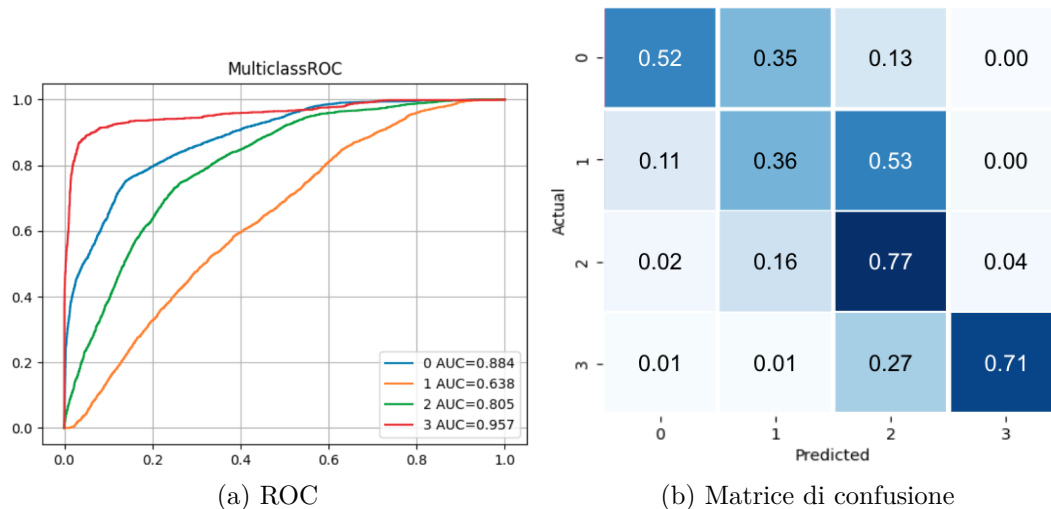 MulticlassROC
1.0
0.8
0.6
0.4
0.2
0.0
0 AUC=0.884
1 AUC=0.638
2 AUC=0.805
3 AUC=0.957
0.0 0.2 0.4 0.6 0.8 1.0
(a) ROC
Actual
0 0.52 0.35 0.13 0.00
1 0.11 0.36 0.53 0.00
2 0.02 0.16 0.77 0.04
3 0.01 0.01 0.27 0.71
0 1 2 3
Predicted
(b) Matrice di confusione